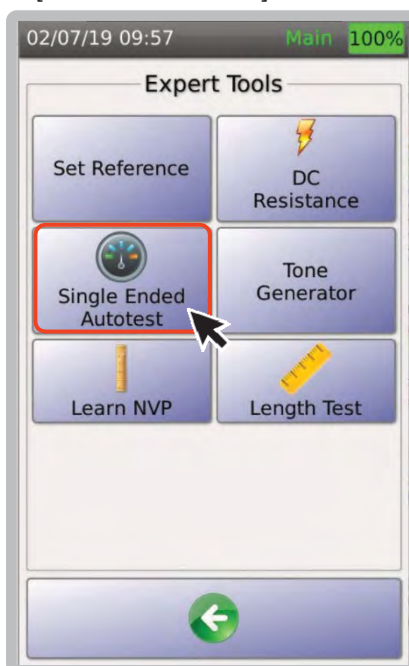 02/07/19 09:57 Main 100%
Expert Tools
Set Reference
DC
Resistance
Single Ended
Autotest
Tone
Generator
Learn NVP
Length Test